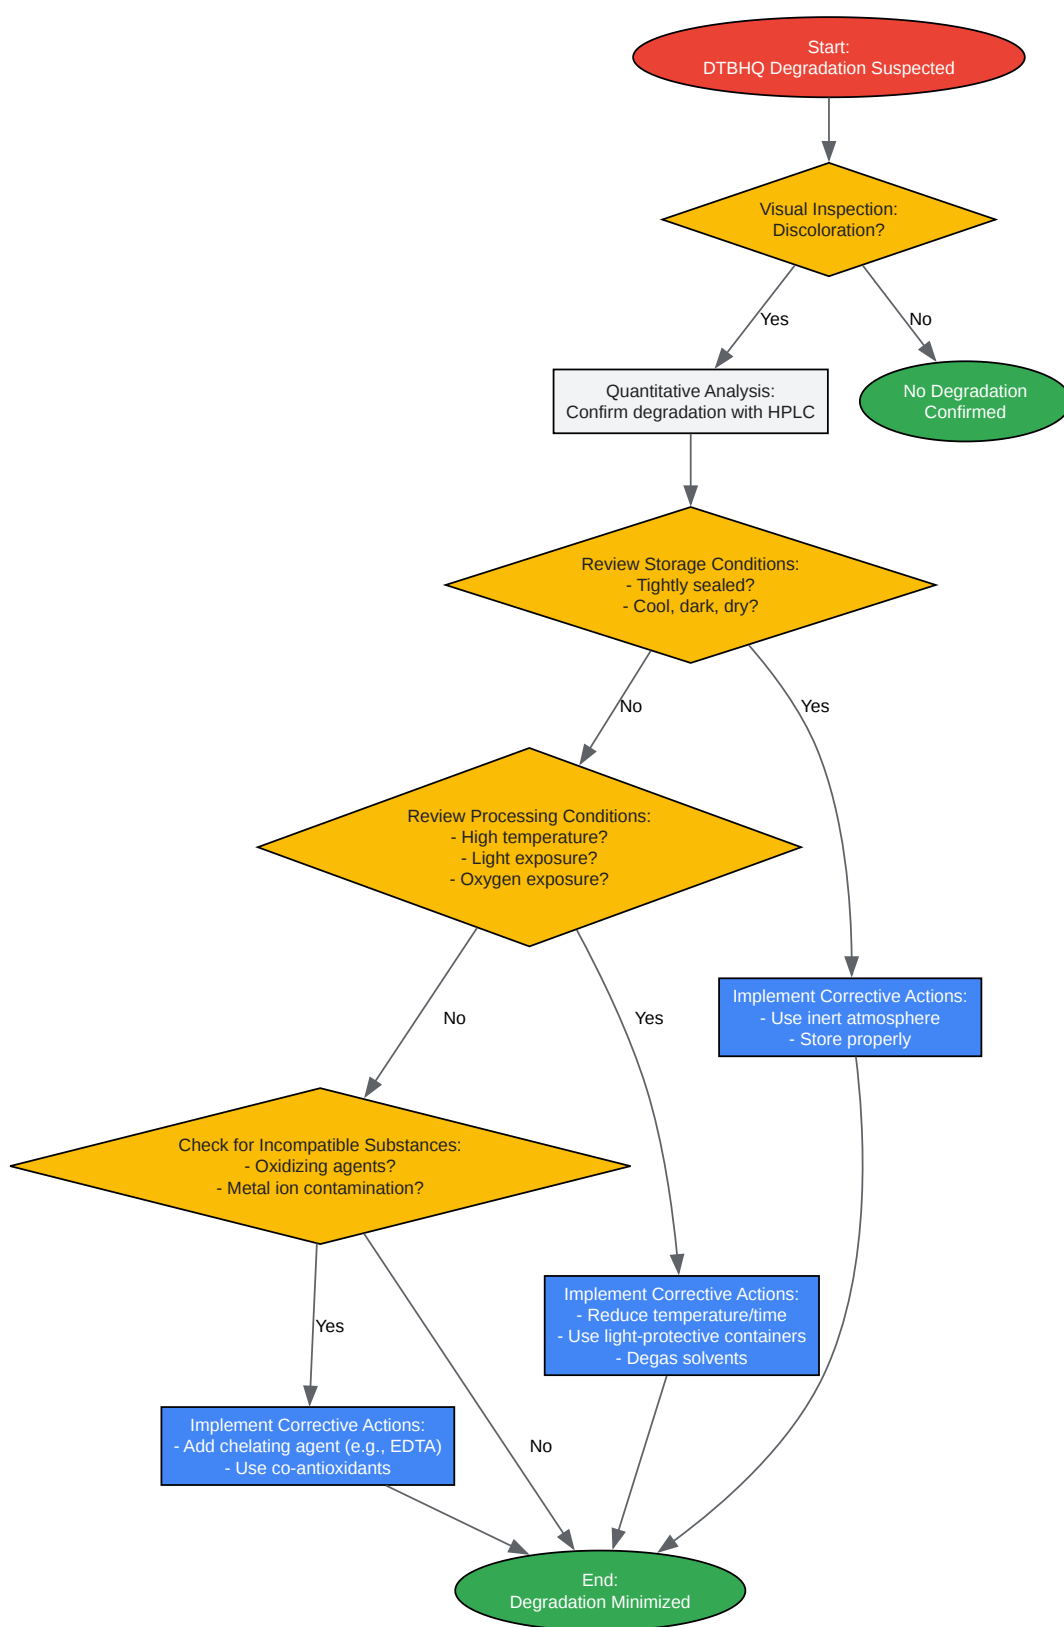 Start:
DTBHQ Degradation Suspected
Visual Inspection:
Discoloration?
Yes
No
Quantitative Analysis:
Confirm degradation with HPLC
No Degradation
Confirmed
Review Storage Conditions:
- Tightly sealed?
- Cool, dark, dry?
No
Yes
Review Processing Conditions:
- High temperature?
- Light exposure?
- Oxygen exposure?
No
Yes
Implement Corrective Actions:
- Use inert atmosphere
- Store properly
Check for Incompatible Substances:
- Oxidizing agents?
- Metal ion contamination?
Yes
No
Implement Corrective Actions:
- Reduce temperature/time
- Use light-protective containers
- Degas solvents
Implement Corrective Actions:
- Add chelating agent (e.g., EDTA)
- Use co-antioxidants
End:
Degradation Minimized